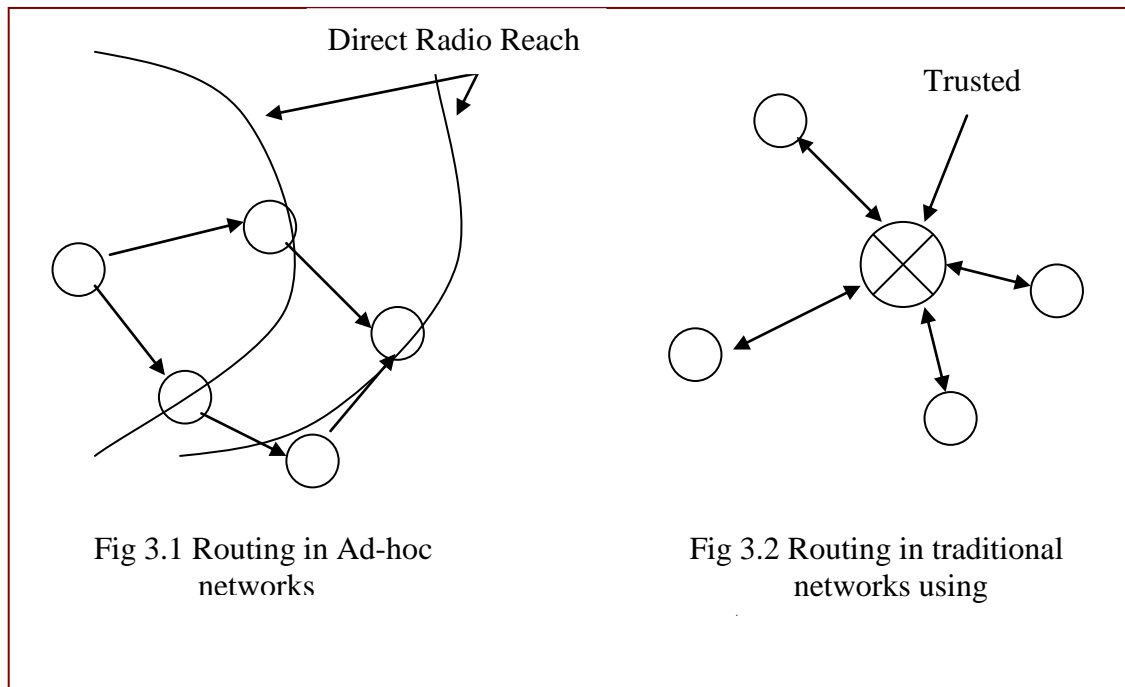 Direct Radio Reach
Trusted
Fig 3.1 Routing in Ad-hoc
networks
Fig 3.2 Routing in traditional
networks using